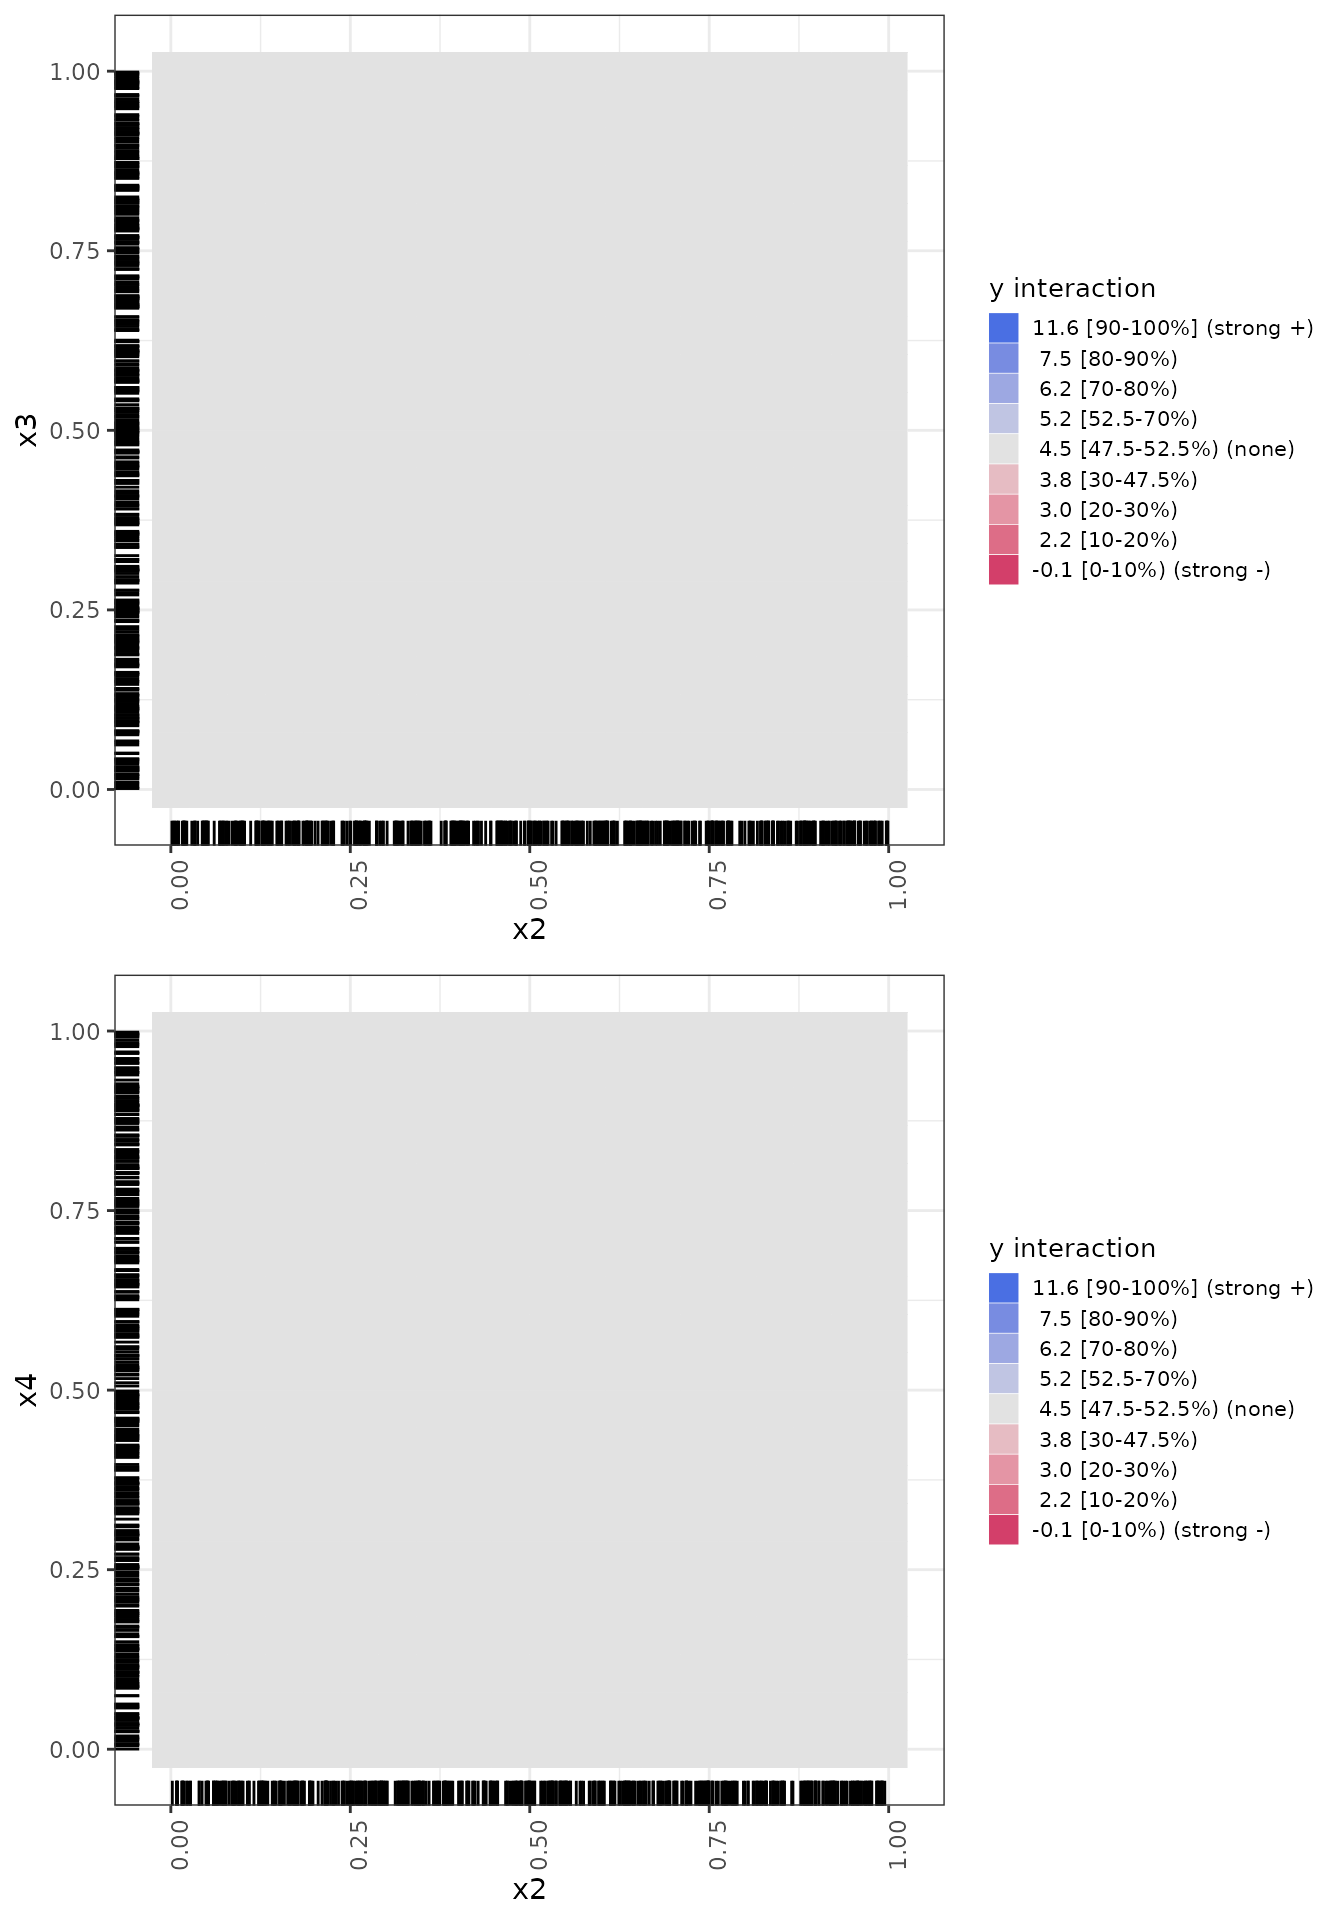 1.00
0.75
0.50
0.25
0.00
x3
0.00
0.25
0.50
0.75
1.00
x2
y interaction
11.6 [90-100%] (strong +)
7.5 [80-90%)
6.2 [70-80%)
5.2 [52.5-70%)
4.5 [47.5-52.5%) (none)
3.8 [30-47.5%)
3.0 [20-30%)
2.2 [10-20%)
-0.1 [0-10%) (strong -)
1.00
0.75
0.50
0.25
0.00
x4
0.00
0.25
0.50
0.75
1.00
x2
y interaction
11.6 [90-100%] (strong +)
7.5 [80-90%)
6.2 [70-80%)
5.2 [52.5-70%)
4.5 [47.5-52.5%) (none)
3.8 [30-47.5%)
3.0 [20-30%)
2.2 [10-20%)
-0.1 [0-10%) (strong -)